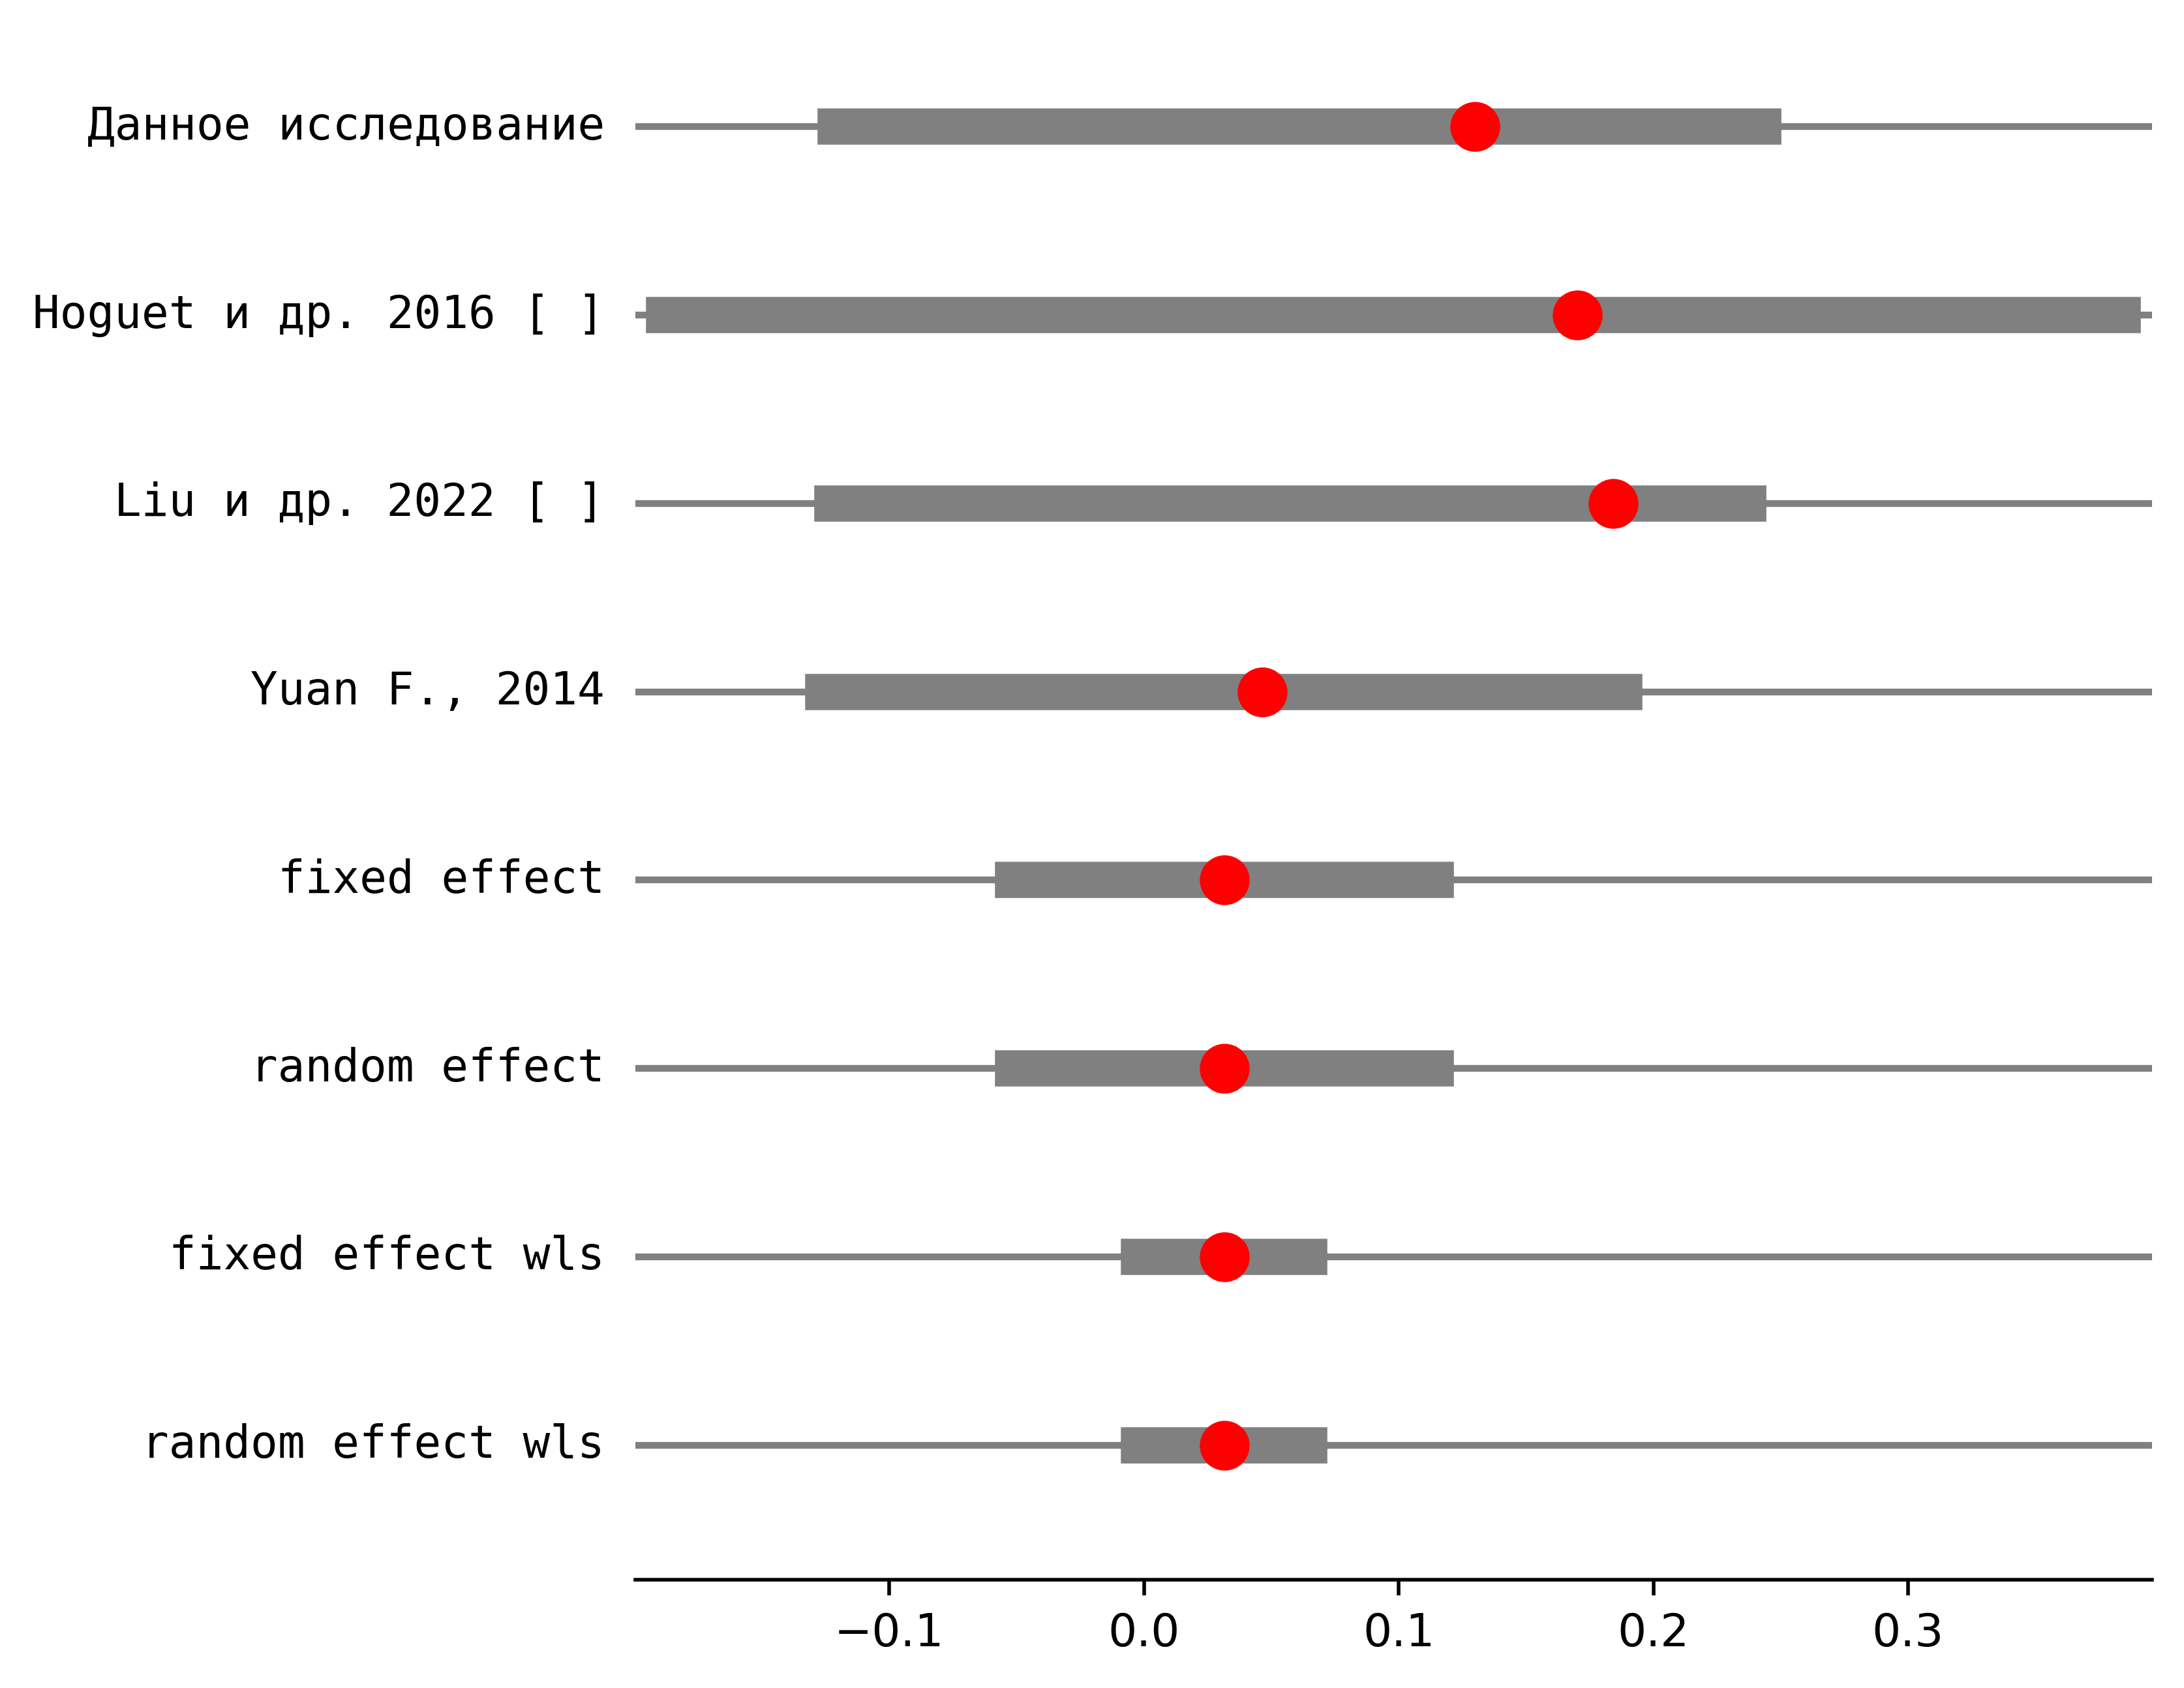 Данное исследование
Hoguet и др. 2016 [ ]
Liu и др. 2022 [ ]
Yuan F., 2014
fixed effect
random effect
fixed effect wls
random effect wls
−0.1 0.0 0.1 0.2 0.3